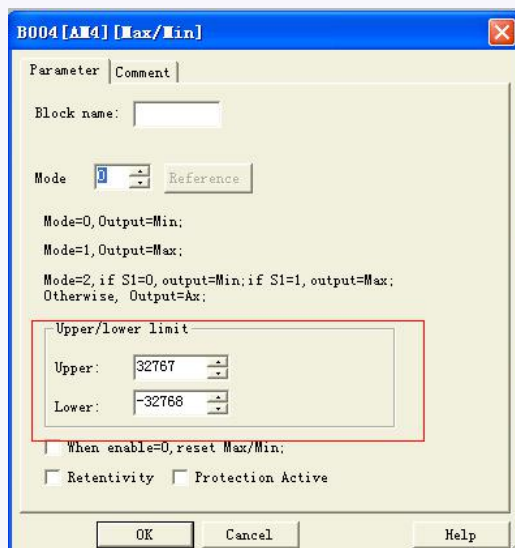 B004[AM4][Max/Min]
Parameter Comment
Block name:
Mode 0 Reference
Mode=0, Output=Min;
Mode=1, Output=Max;
Mode=2, if S1=0, output=Min; if S1=1, output=Max;
Otherwise, Output=Ax;
Upper/lower limit
Upper: 32767
Lower: -32768
When enable=0, reset Max/Min;
Retentivity Protection Active
OK Cancel Help